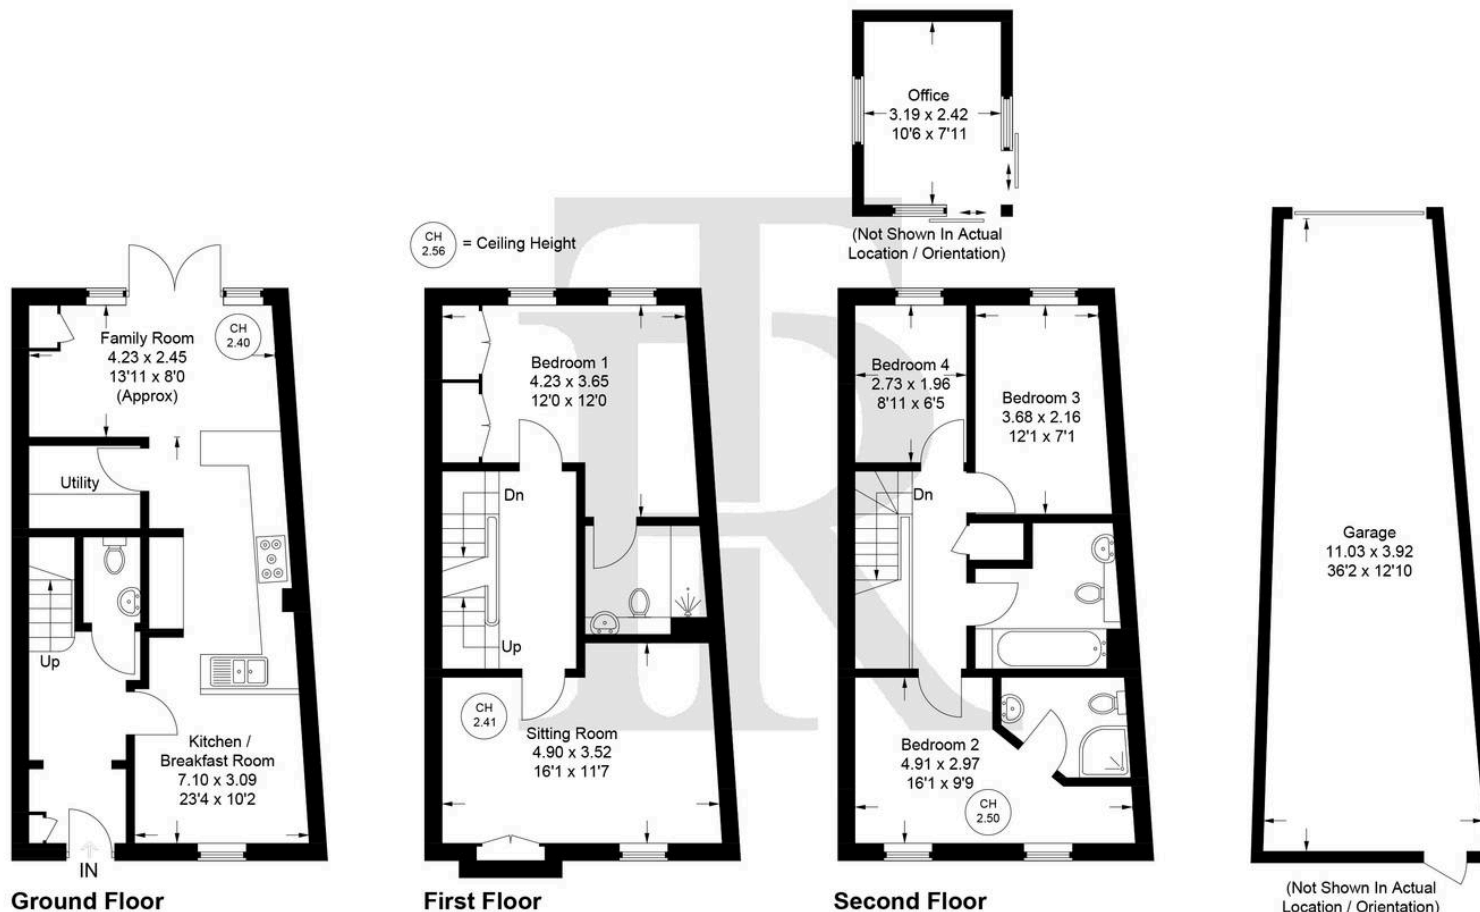 Office
3.19 x 2.42
10'6 x 7'11
(Not Shown In Actual
Location / Orientation)
CH
2.56
= Ceiling Height
Family Room
4.23 x 2.45
13'11 x 8'0
(Approx)
CH
2.40
Utility
Up
Kitchen /
Breakfast Room
7.10 x 3.09
23'4 x 10'2
IN
Ground Floor
Bedroom 1
4.23 x 3.65
12'0 x 12'0
Dn
Up
CH
2.41
Sitting Room
4.90 x 3.52
16'1 x 11'7
First Floor
Bedroom 4
2.73 x 1.96
8'11 x 6'5
Bedroom 3
3.68 x 2.16
12'1 x 7'1
Dn
Bedroom 2
4.91 x 2.97
16'1 x 9'9
CH
2.50
Second Floor
Garage
11.03 x 3.92
36'2 x 12'10
(Not Shown In Actual
Location / Orientation)
TR